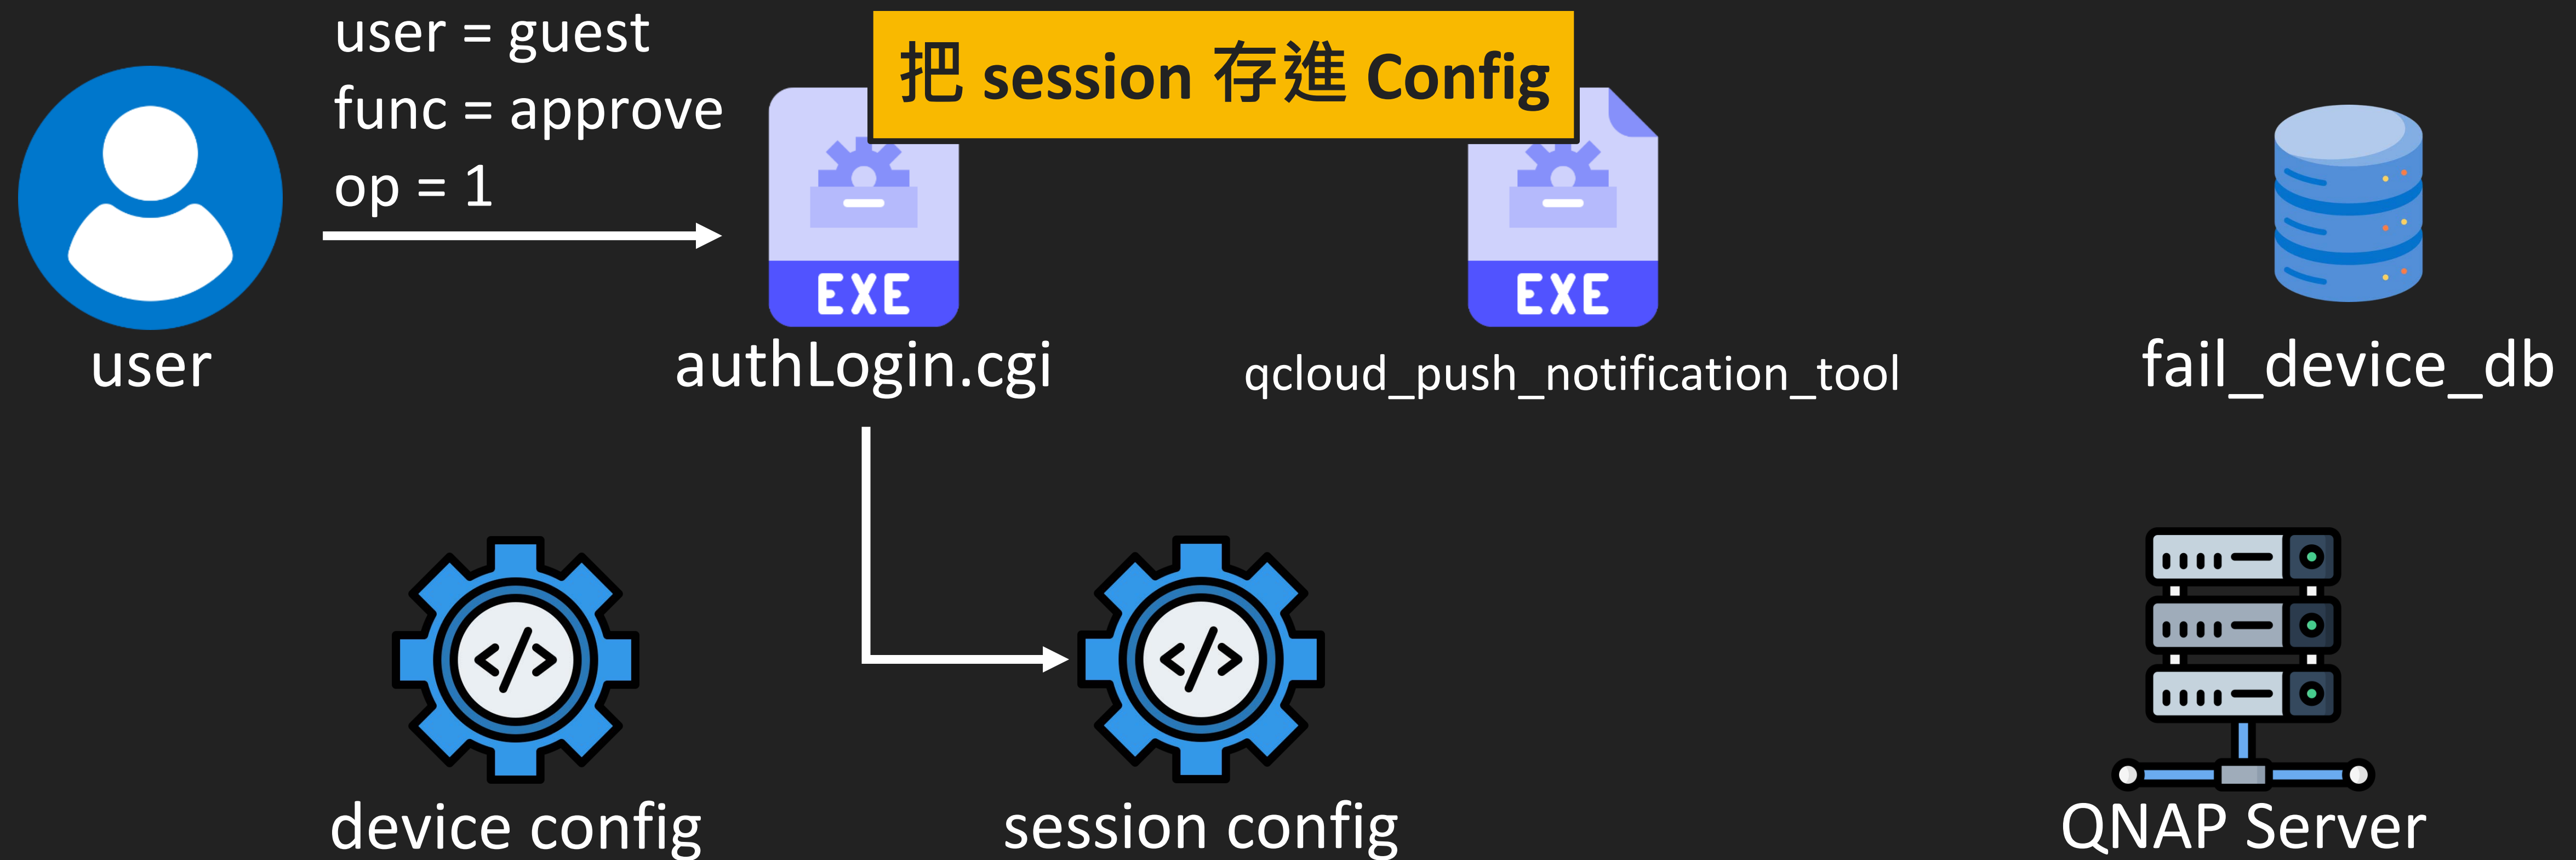 user = guest
func = approve
op = 1
把 session 存進 Config
EXE
EXE
user
authLogin.cgi
qcloud_push_notification_tool
fail_device_db
</>
</>
device config
session config
QNAP Server